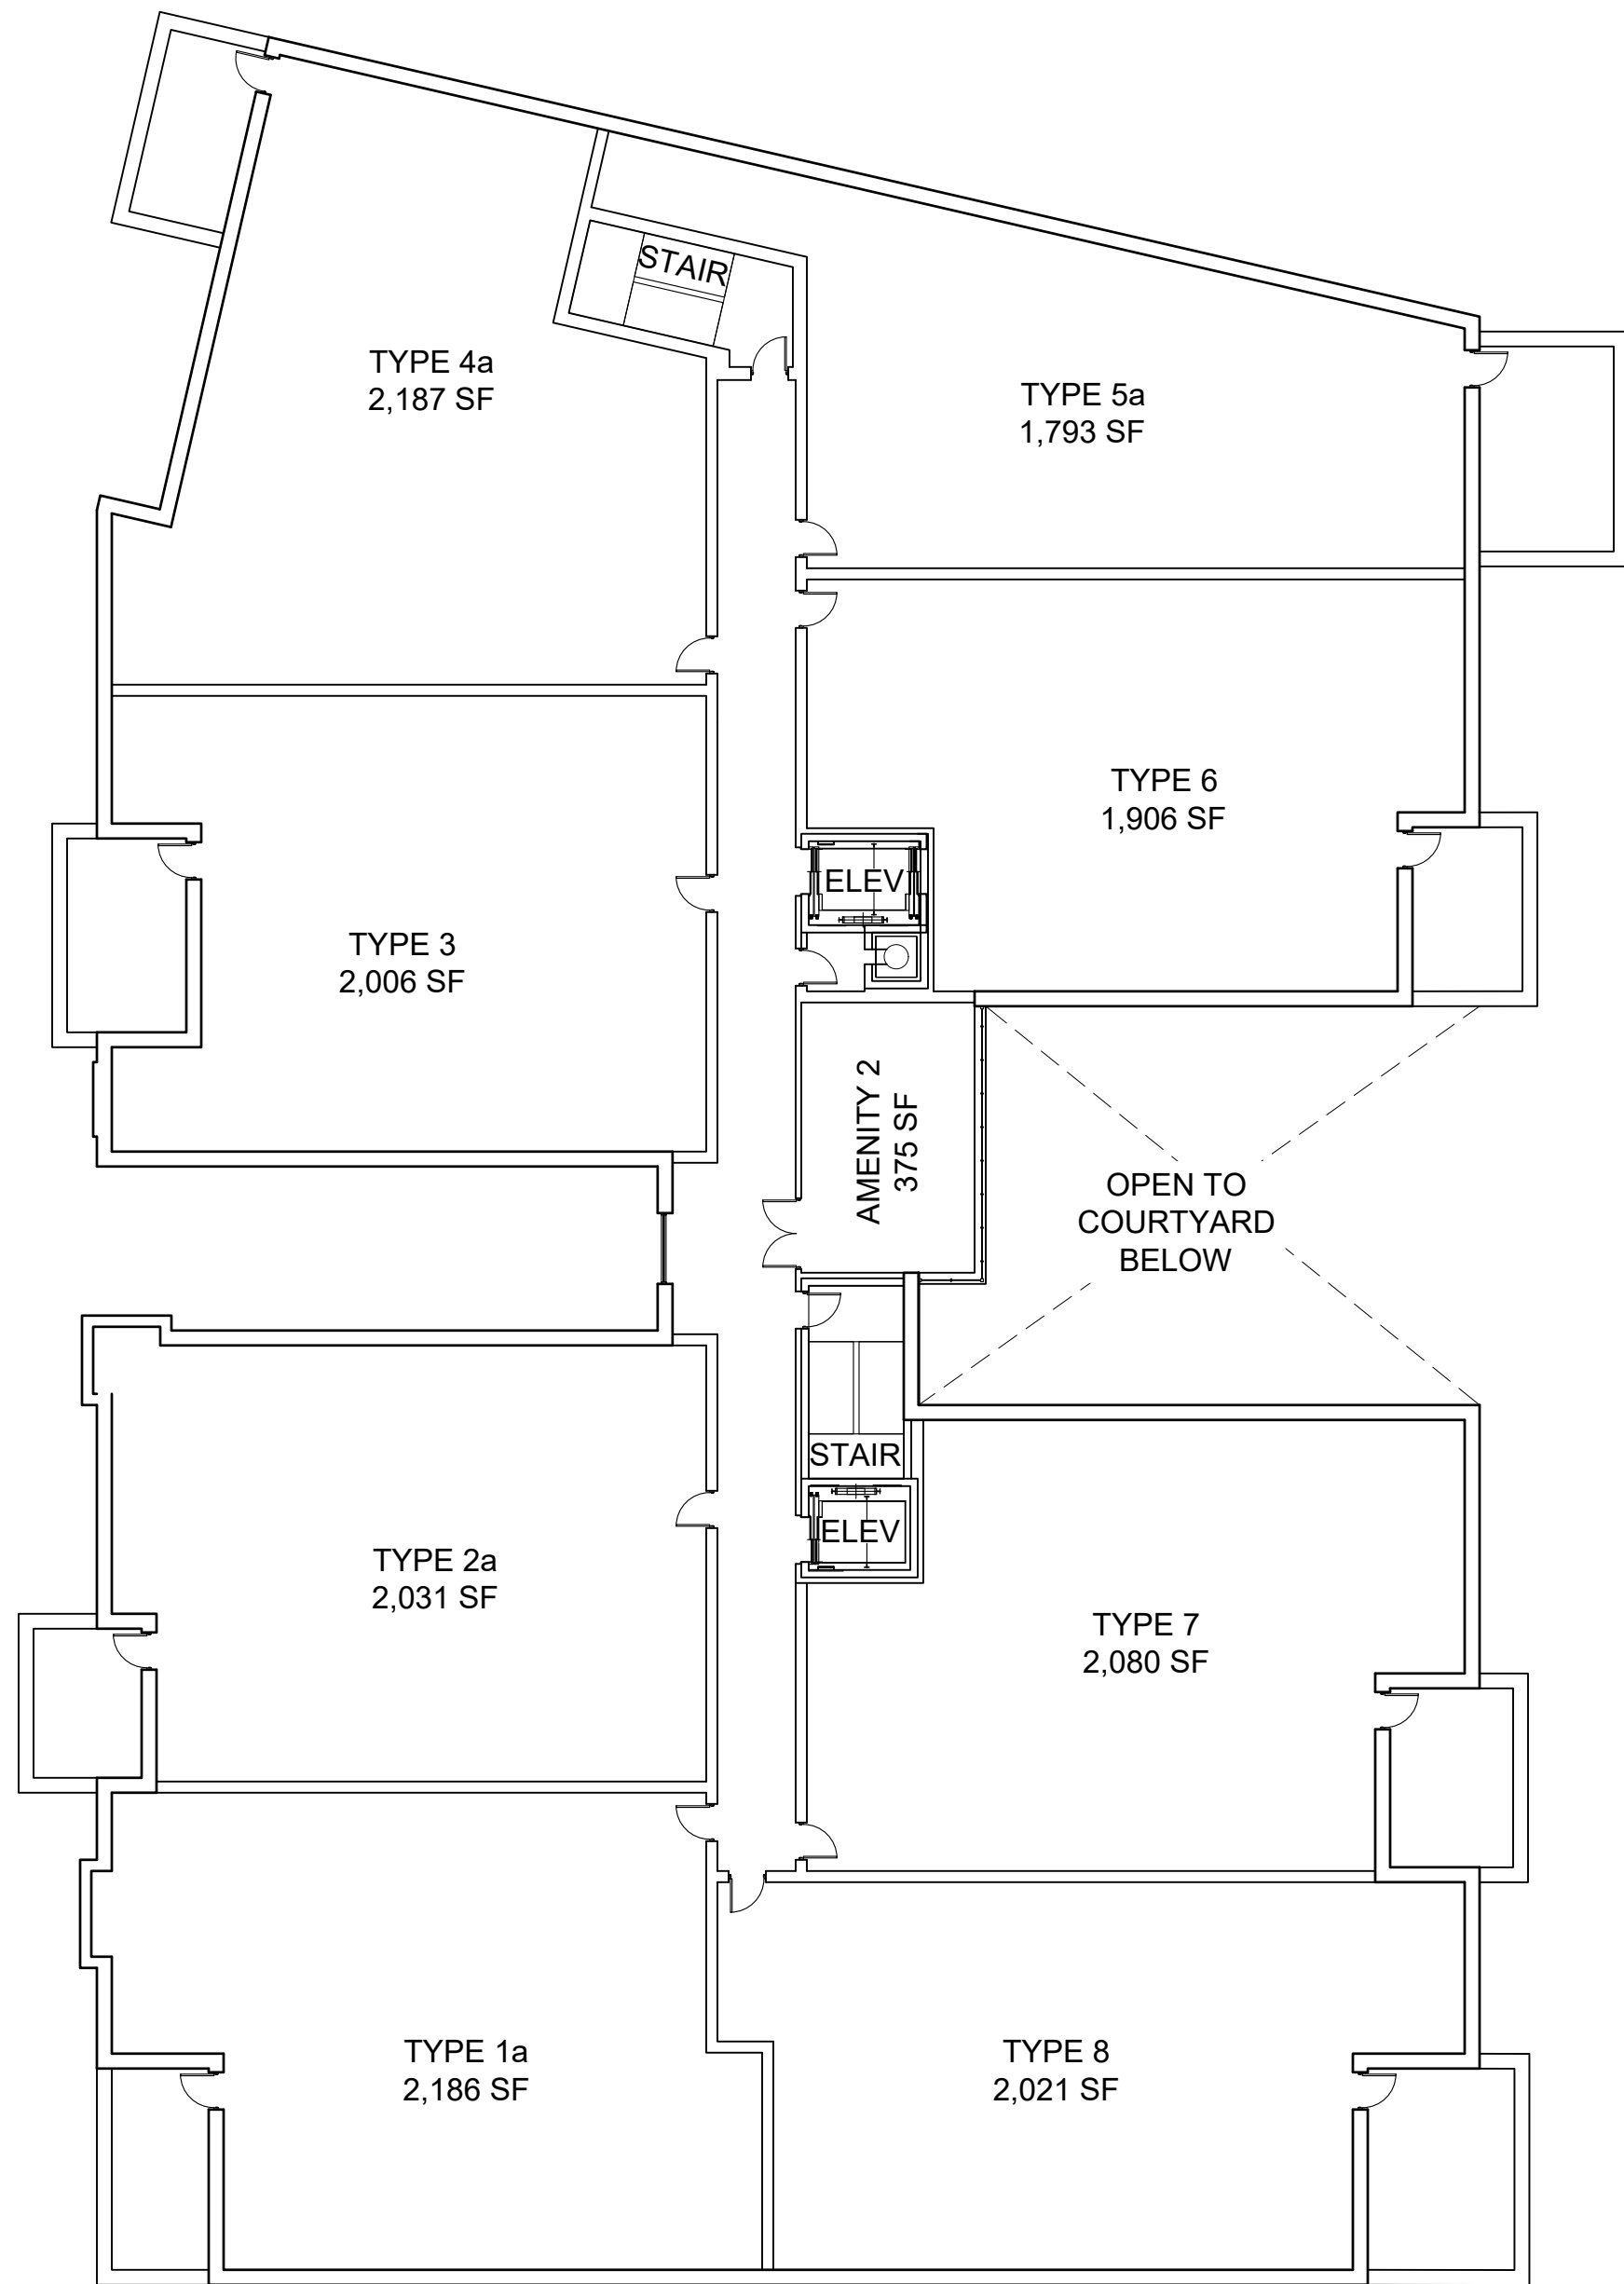 STAIR
TYPE 4a
2,187 SF
TYPE 5a
1,793 SF
TYPE 6
1,906 SF
ELEV
TYPE 3
2,006 SF
AMENITY 2
375 SF
OPEN TO
COURTYARD
BELOW
STAIR
ELEV
TYPE 2a
2,031 SF
TYPE 7
2,080 SF
TYPE 1a
2,186 SF
TYPE 8
2,021 SF